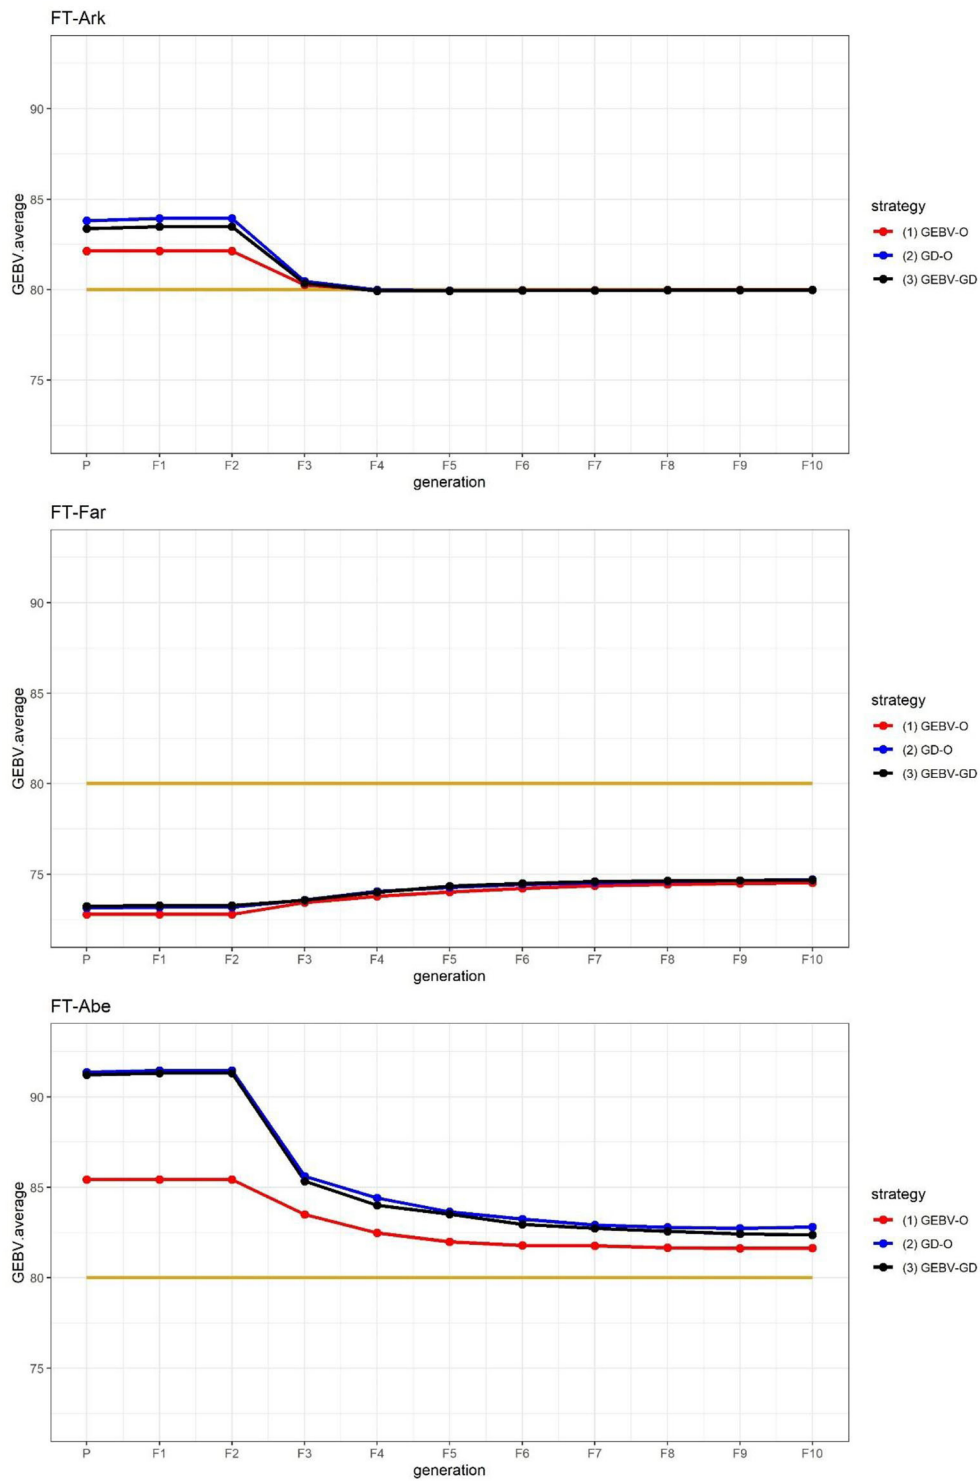 FT-Ark
90
85
80
75
GEBV.average
P F1 F2 F3 F4 F5 F6 F7 F8 F9 F10
generation
strategy
(1) GEBV-O
(2) GD-O
(3) GEBV-GD
FT-Far
90
85
80
75
GEBV.average
P F1 F2 F3 F4 F5 F6 F7 F8 F9 F10
generation
strategy
(1) GEBV-O
(2) GD-O
(3) GEBV-GD
FT-Abe
90
85
80
75
GEBV.average
P F1 F2 F3 F4 F5 F6 F7 F8 F9 F10
generation
strategy
(1) GEBV-O
(2) GD-O
(3) GEBV-GD